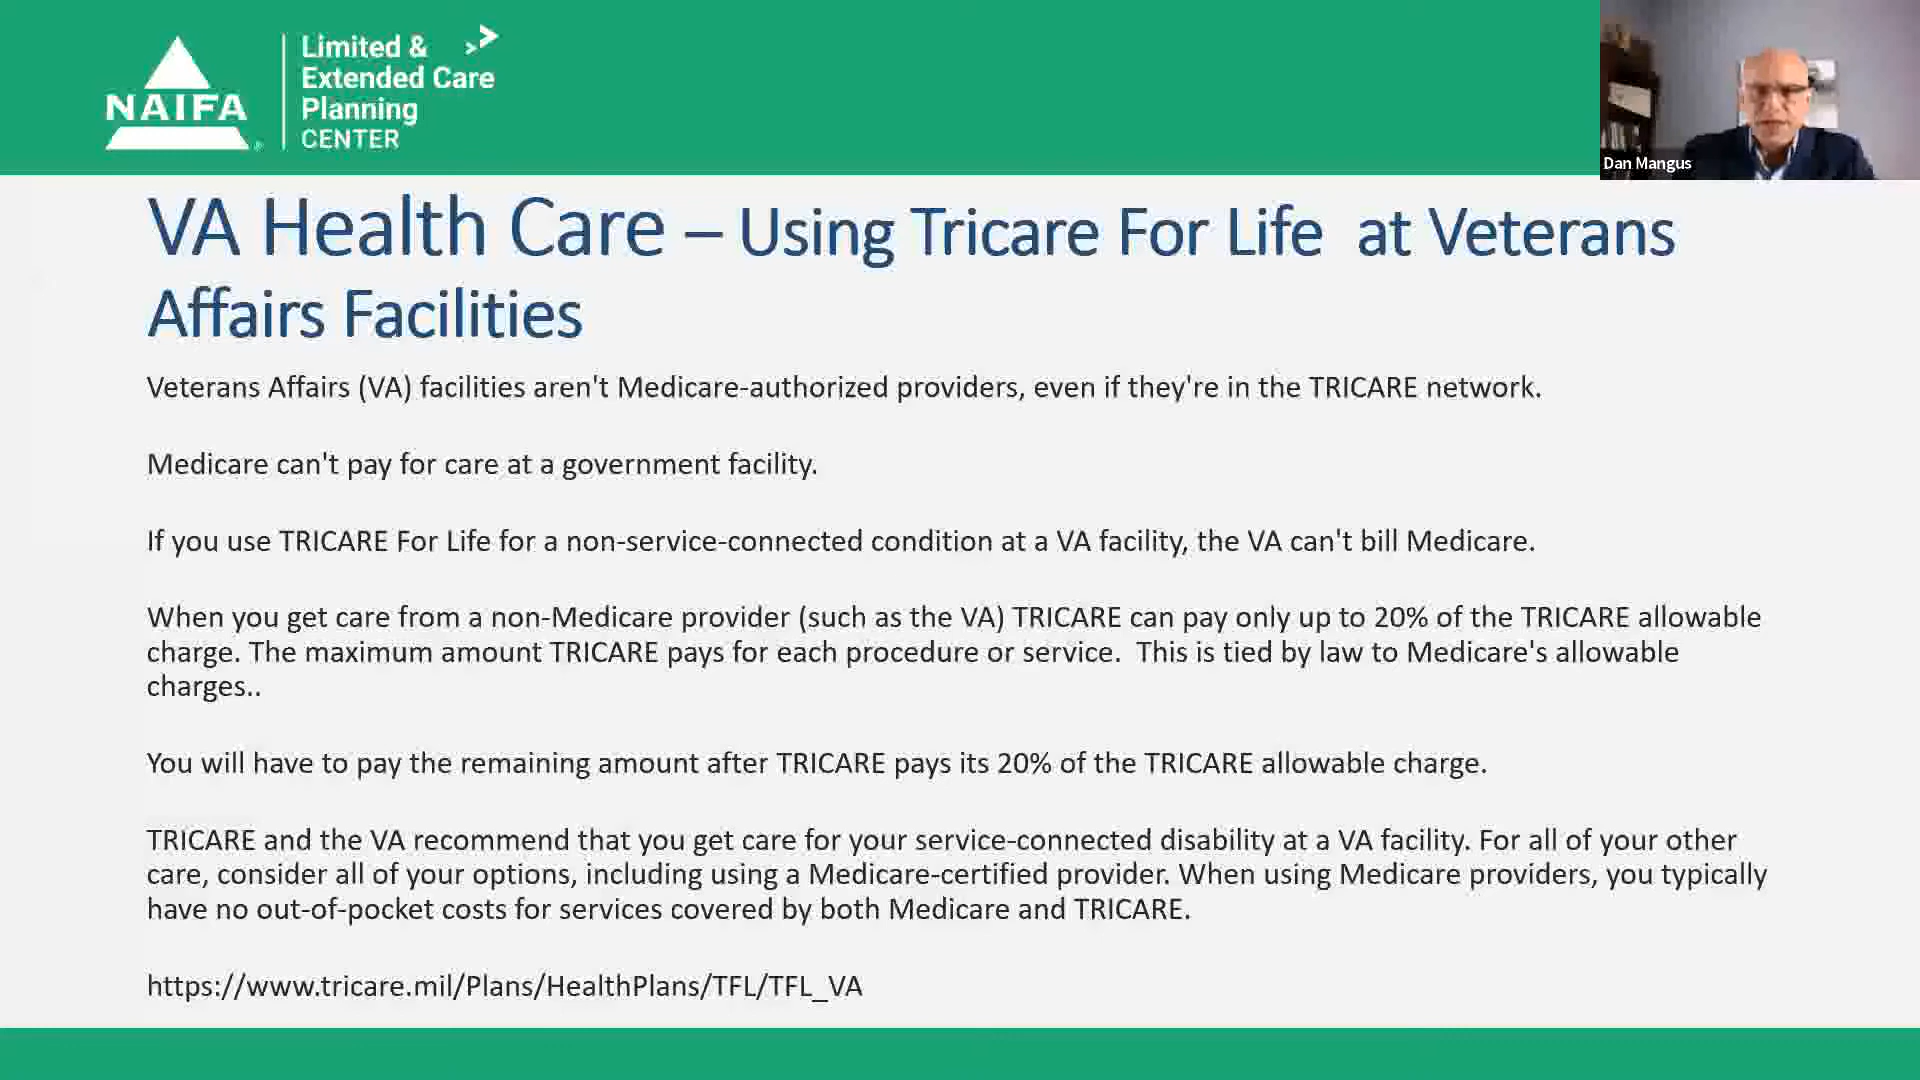 NAIFA
Limited &
Extended Care
Planning
CENTER
Dan Mangus
VA Health Care – Using Tricare For Life at Veterans
Affairs Facilities
Veterans Affairs (VA) facilities aren't Medicare-authorized providers, even if they're in the TRICARE network.
Medicare can't pay for care at a government facility.
If you use TRICARE For Life for a non-service-connected condition at a VA facility, the VA can't bill Medicare.
When you get care from a non-Medicare provider (such as the VA) TRICARE can pay only up to 20% of the TRICARE allowable
charge. The maximum amount TRICARE pays for each procedure or service. This is tied by law to Medicare's allowable
charges..
You will have to pay the remaining amount after TRICARE pays its 20% of the TRICARE allowable charge.
TRICARE and the VA recommend that you get care for your service-connected disability at a VA facility. For all of your other
care, consider all of your options, including using a Medicare-certified provider. When using Medicare providers, you typically
have no out-of-pocket costs for services covered by both Medicare and TRICARE.
https://www.tricare.mil/Plans/HealthPlans/TFL/TFL_VA